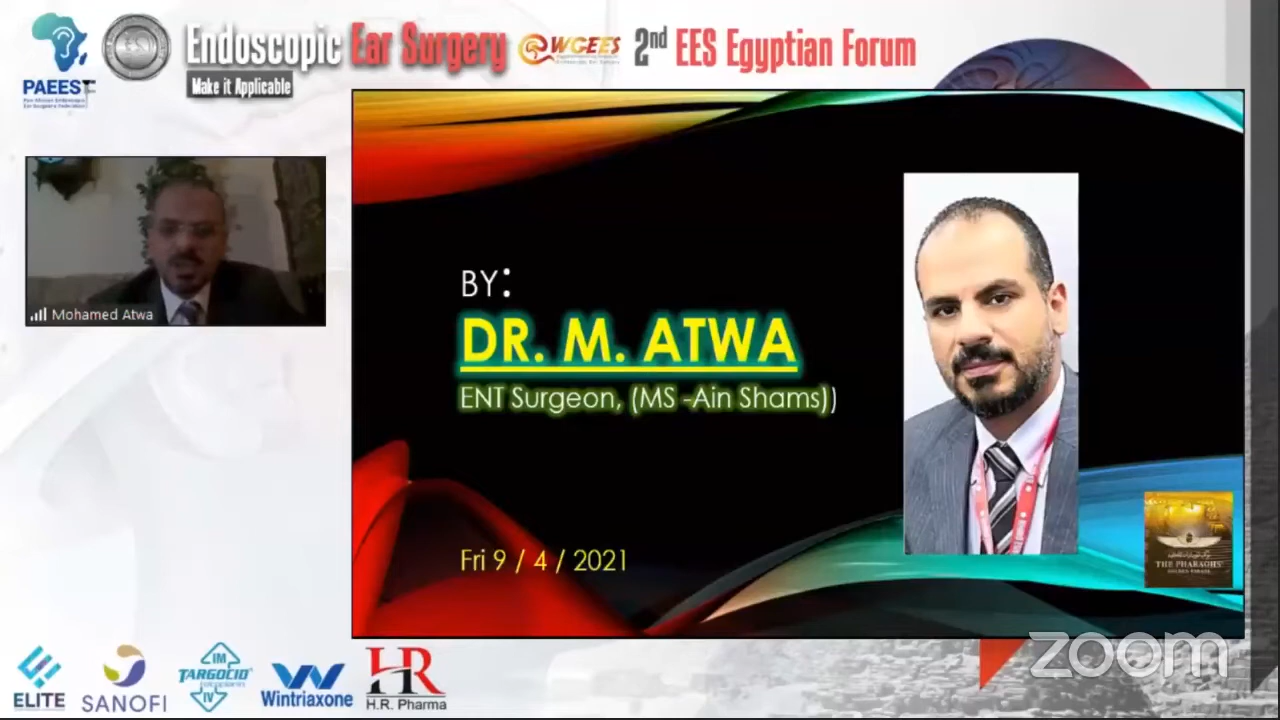 PAEEST
Endoscopic Ear Surgery
Make it Applicable
WGEES
2nd EES Egyptian Forum
Mohamed Atwa
BY:
DR. M. ATWA
ENT Surgeon, (MS -Ain Shams))
Fri 9 / 4 / 2021
THE PHARAOHS'
ELITE
SANOFI
IM
TARGOCID
IV
Wintriaxone
HR
H.R. Pharma
zoom